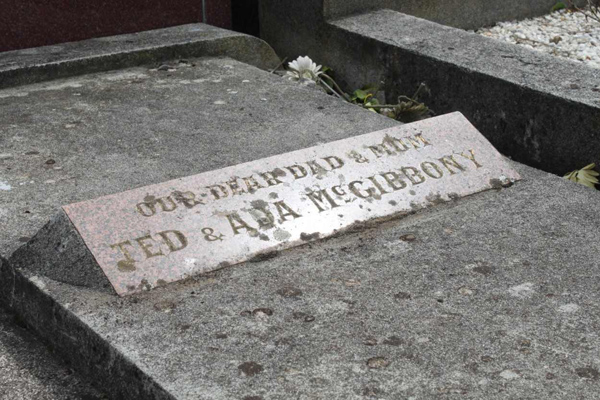 OUR DEAR DAD & MUM
TED & ADA McGIBBONY